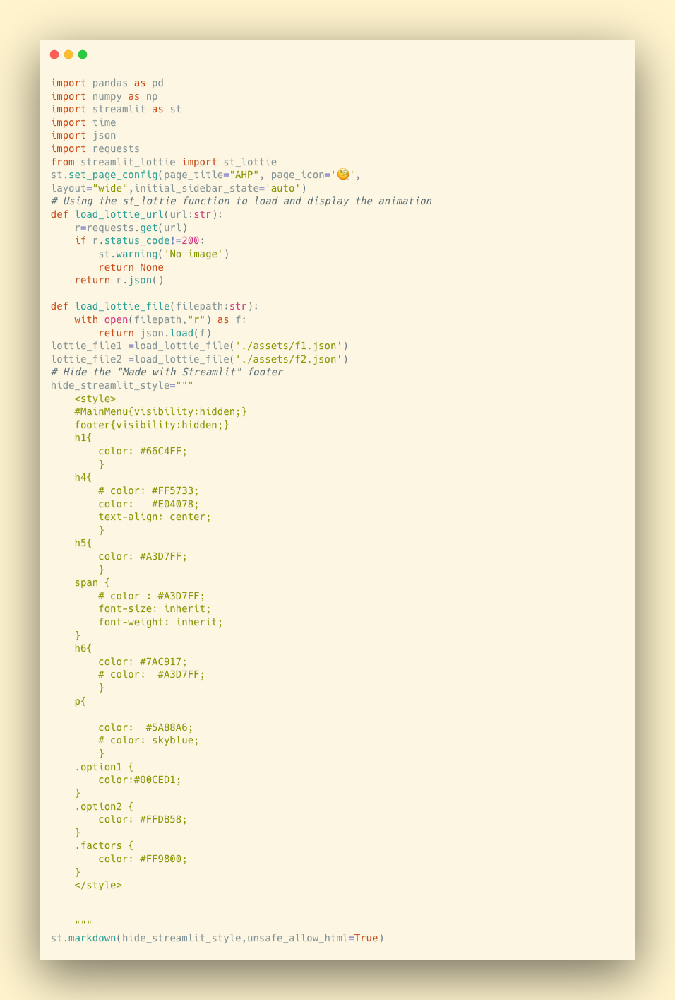 import pandas as pd
import numpy as np
import streamlit as st
import time
import json
import requests
from streamlit_lottie import st_lottie
st.set_page_config(page_title="AHP", page_icon='🧐',
layout="wide",initial_sidebar_state='auto')
# Using the st_lottie function to load and display the animation
def load_lottie_url(url:str):
    r=requests.get(url)
    if r.status_code!=200:
        st.warning('No image')
        return None
    return r.json()

def load_lottie_file(filepath:str):
    with open(filepath,"r") as f:
        return json.load(f)
lottie_file1 =load_lottie_file('./assets/f1.json')
lottie_file2 =load_lottie_file('./assets/f2.json')
# Hide the "Made with Streamlit" footer
hide_streamlit_style="""
    <style>
    #MainMenu{visibility:hidden;}
    footer{visibility:hidden;}
    h1{
        color: #66C4FF;
        }
    h4{
        # color: #FF5733;
        color:   #E04078;
        text-align: center;
        }
    h5{
        color: #A3D7FF;
        }
    span {
        # color : #A3D7FF;
        font-size: inherit;
        font-weight: inherit;
    }
    h6{
        color: #7AC917;
        # color:  #A3D7FF;
        }
    p{

        color:  #5A88A6;
        # color: skyblue;
        }
    .option1 {
        color:#00CED1;
    }
    .option2 {
        color: #FFDB58;
    }
    .factors {
        color: #FF9800;
    }
    </style>


    """
st.markdown(hide_streamlit_style,unsafe_allow_html=True)